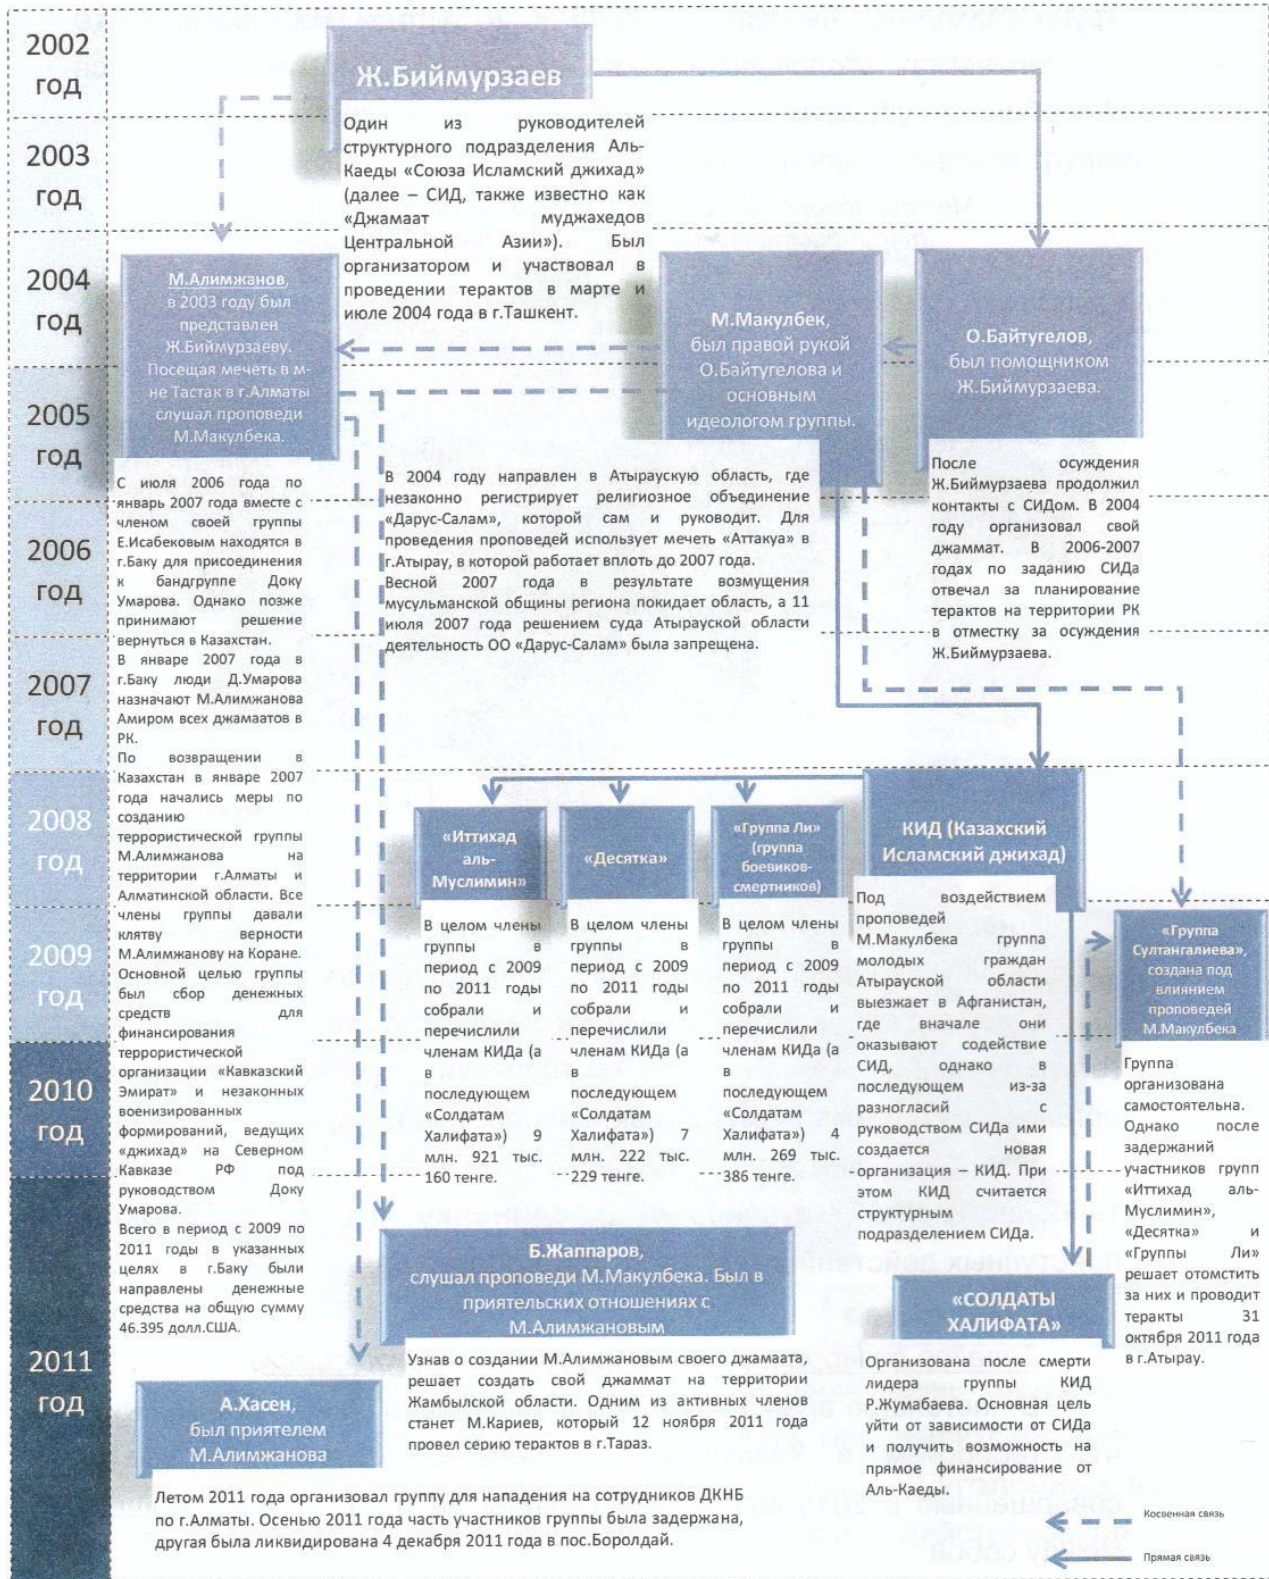 2002
год
2003
год
2004
год
2005
год
2006
год
2007
год
2008
год
2009
год
2010
год
2011
год
Ж.Биймурзаев
Один из руководителей
структурного подразделения Аль-
Каеды «Союза Исламский джихад»
(далее – СИД, также известно как
«Джамаат муджахедов
Центральной Азии»). Был
организатором и участвовал в
проведении терактов в марте и
июле 2004 года в г.Ташкент.
М.Алимжанов,
в 2003 году был
представлен
Ж.Биймурзаеву.
Посещая мечеть в м-
не Тастак в г.Алматы
слушал проповеди
М.Макулбека.
С июля 2006 года по
январь 2007 года вместе с
членом своей группы
Е.Исабековым находятся в
г.Баку для присоединения
к бандгруппе Доку
Умарова. Однако позже
принимают решение
вернуться в Казахстан.
В январе 2007 года в
г.Баку люди Д.Умарова
назначают М.Алимжанова
Амиром всех джамаатов в
РК.
По возвращении в
Казахстан в январе 2007
года начались меры по
созданию
террористической группы
М.Алимжанова на
территории г.Алматы и
Алматинской области. Все
члены группы давали
клятву верности
М.Алимжанову на Коране.
Основной целью группы
был сбор денежных
средств для
финансирования
террористической
организации «Кавказский
Эмират» и незаконных
военизированных
формирований, ведущих
«джихад» на Северном
Кавказе РФ под
руководством Доку
Умарова.
Всего в период с 2009 по
2011 годы в указанных
целях в г.Баку были
направлены денежные
средства на общую сумму
46.395 долл.США.
М.Макулбек,
был правой рукой
О.Байтугелова и
основным
идеологом группы.
В 2004 году направлен в Атыраускую область, где
незаконно регистрирует религиозное объединение
«Дарус-Салам», которой сам и руководит. Для
проведения проповедей использует мечеть «Аттакуа» в
г.Атырау, в которой работает вплоть до 2007 года.
Весной 2007 года в результате возмущения
мусульманской общины региона покидает область, а 11
июля 2007 года решением суда Атырауской области
деятельность ОО «Дарус-Салам» была запрещена.
О.Байтугелов,
был помощником
Ж.Биймурзаева.
После осуждения
Ж.Биймурзаева продолжил
контакты с СИДом. В 2004
году организовал свой
джаммат. В 2006-2007
годах по заданию СИДа
отвечал за планирование
терактов на территории РК
в отместку за осуждения
Ж.Биймурзаева.
«Иттихад
аль-
Муслимин»
В целом члены
группы в
период с 2009
по 2011 годы
собрали и
перечислили
членам КИДа (а
в
последующем
«Солдатам
Халифата») 9
млн. 921 тыс.
160 тенге.
«Десятка»
В целом члены
группы в
период с 2009
по 2011 годы
собрали и
перечислили
членам КИДа (а
в
последующем
«Солдатам
Халифата») 7
млн. 222 тыс.
229 тенге.
«Группа Ли»
(группа
боевиков-
смертников)
В целом члены
группы в
период с 2009
по 2011 годы
собрали и
перечислили
членам КИДа (а
в
последующем
«Солдатам
Халифата») 4
млн. 269 тыс.
386 тенге.
КИД (Казахский
Исламский джихад)
Под воздействием
проповедей
М.Макулбека группа
молодых граждан
Атырауской области
выезжает в Афганистан,
где вначале они
оказывают содействие
СИД, однако в
последующем из-за
разногласий с
руководством СИДа ими
создается новая
организация – КИД. При
этом КИД считается
структурным
подразделением СИДа.
«Группа
Султангалиева»,
создана под
влиянием
проповедей
М.Макулбека
Группа
организована
самостоятельна.
Однако после
задержаний
участников групп
«Иттихад аль-
Муслимин»,
«Десятка» и
«Группы Ли»
решает отомстить
за них и проводит
теракты 31
октября 2011 года
в г.Атырау.
Б.Жаппаров,
слушал проповеди М.Макулбека. Был в
приятельских отношениях с
М.Алимжановым
Узнав о создании М.Алимжановым своего джамаата,
решает создать свой джаммат на территории
Жамбылской области. Одним из активных членов
станет М.Кариев, который 12 ноября 2011 года
провел серию терактов в г.Тараз.
«СОЛДАТЫ
ХАЛИФАТА»
Организована после смерти
лидера группы КИД
Р.Жумабаева. Основная цель
уйти от зависимости от СИДа
и получить возможность на
прямое финансирование от
Аль-Каеды.
А.Хасен,
был приятелем
М.Алимжанова
Летом 2011 года организовал группу для нападения на сотрудников ДКНБ
по г.Алматы. Осенью 2011 года часть участников группы была задержана,
другая была ликвидирована 4 декабря 2011 года в пос.Боролдай.
Косвенная связь
Прямая связь